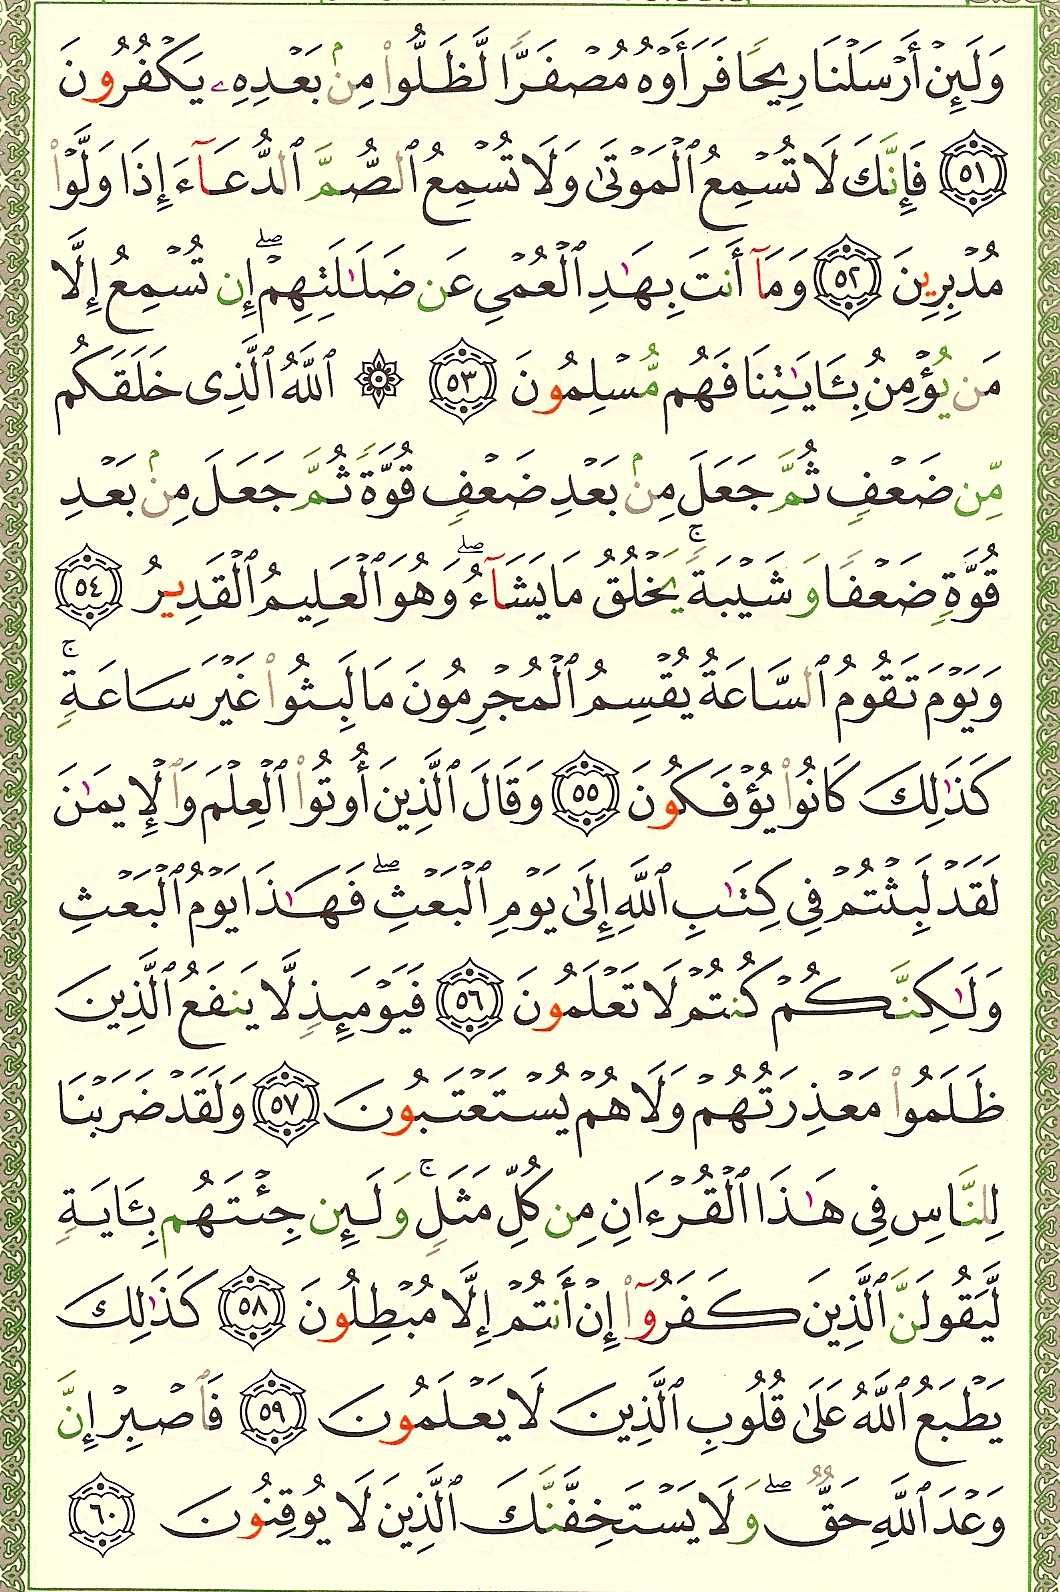 وَلَئِنْ أَرْسَلْنَا رِيحًا فَرَأَوْهُ مُصْفَرًّا لَّظَلُّوا۟ مِنۢ بَعْدِهِۦ يَكْفُرُونَ
٥١ فَإِنَّكَ لَا تُسْمِعُ ٱلْمَوْتَىٰ وَلَا تُسْمِعُ ٱلصُّمَّ ٱلدُّعَآءَ إِذَا وَلَّوْا۟
مُدْبِرِينَ ٥٢ وَمَآ أَنتَ بِهَـٰدِ ٱلْعُمْىِ عَن ضَلَـٰلَتِهِمْ ۖ إِن تُسْمِعُ إِلَّا
مَن يُؤْمِنُ بِـَٔايَـٰتِنَا فَهُم مُّسْلِمُونَ ٥٣ ۞ ٱللَّهُ ٱلَّذِى خَلَقَكُم
مِّن ضَعْفٍ ثُمَّ جَعَلَ مِنۢ بَعْدِ ضَعْفٍ قُوَّةً ثُمَّ جَعَلَ مِنۢ بَعْدِ
قُوَّةٍ ضَعْفًا وَشَيْبَةً ۚ يَخْلُقُ مَا يَشَآءُ ۖ وَهُوَ ٱلْعَلِيمُ ٱلْقَدِيرُ ٥٤
وَيَوْمَ تَقُومُ ٱلسَّاعَةُ يُقْسِمُ ٱلْمُجْرِمُونَ مَا لَبِثُوا۟ غَيْرَ سَاعَةٍ ۚ
كَذَٰلِكَ كَانُوا۟ يُؤْفَكُونَ ٥٥ وَقَالَ ٱلَّذِينَ أُوتُوا۟ ٱلْعِلْمَ وَٱلْإِيمَـٰنَ
لَقَدْ لَبِثْتُمْ فِى كِتَـٰبِ ٱللَّهِ إِلَىٰ يَوْمِ ٱلْبَعْثِ ۖ فَهَـٰذَا يَوْمُ ٱلْبَعْثِ
وَلَـٰكِنَّكُمْ كُنتُمْ لَا تَعْلَمُونَ ٥٦ فَيَوْمَئِذٍ لَّا يَنفَعُ ٱلَّذِينَ
ظَلَمُوا۟ مَعْذِرَتُهُمْ وَلَا هُمْ يُسْتَعْتَبُونَ ٥٧ وَلَقَدْ ضَرَبْنَا
لِلنَّاسِ فِى هَـٰذَا ٱلْقُرْءَانِ مِن كُلِّ مَثَلٍ ۚ وَلَئِن جِئْتَهُم بِـَٔايَةٍ
لَّيَقُولَنَّ ٱلَّذِينَ كَفَرُوٓا۟ إِنْ أَنتُمْ إِلَّا مُبْطِلُونَ ٥٨ كَذَٰلِكَ
يَطْبَعُ ٱللَّهُ عَلَىٰ قُلُوبِ ٱلَّذِينَ لَا يَعْلَمُونَ ٥٩ فَٱصْبِرْ إِنَّ
وَعْدَ ٱللَّهِ حَقٌّ ۖ وَلَا يَسْتَخِفَّنَّكَ ٱلَّذِينَ لَا يُوقِنُونَ ٦٠